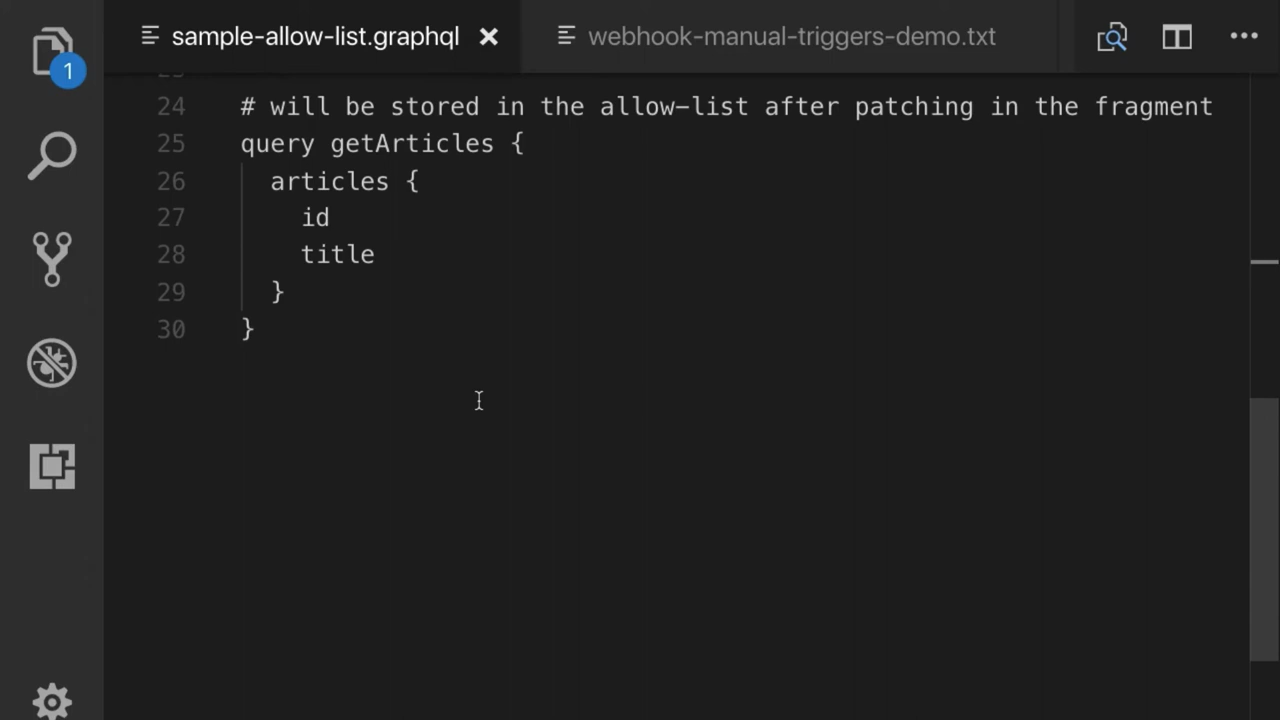 sample-allow-list.graphql
webhook-manual-triggers-demo.txt
1
24 # will be stored in the allow-list after patching in the fragment
25 query getArticles {
26 articles {
27 id
28 title
29 }
30 }